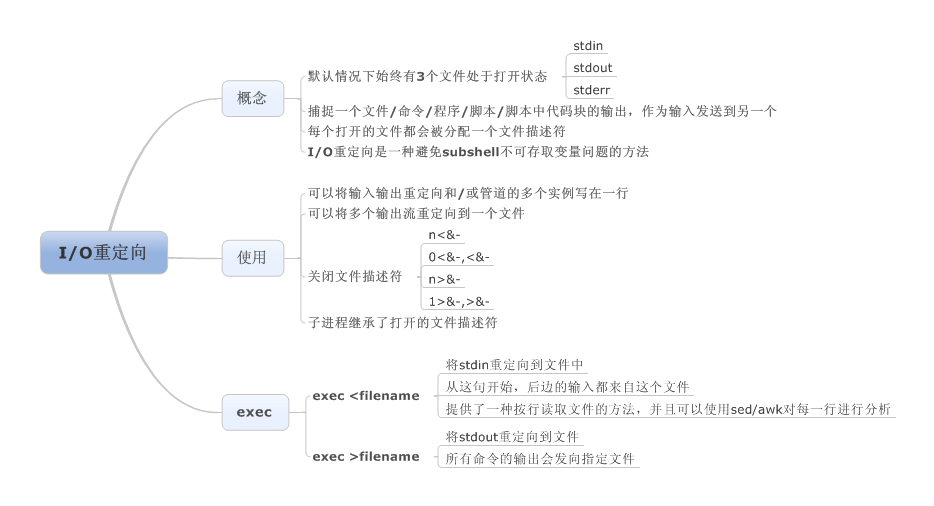 I/O重定向
概念
默认情况下始终有3个文件处于打开状态
stdin
stdout
stderr
捕捉一个文件/命令/程序/脚本/脚本中代码块的输出，作为输入发送到另一个
每个打开的文件都会被分配一个文件描述符
I/O重定向是一种避免subshell不可存取变量问题的方法
使用
可以将输入输出重定向和/或管道的多个实例写在一行
可以将多个输出流重定向到一个文件
关闭文件描述符
n<&-
0<&-,<&-
n>&-
1>&-,>&-
子进程继承了打开的文件描述符
exec
exec <filename
将stdin重定向到文件中
从这句开始，后边的输入都来自这个文件
提供了一种按行读取文件的方法，并且可以使用sed/awk对每一行进行分析
exec >filename
将stdout重定向到文件
所有命令的输出会发向指定文件